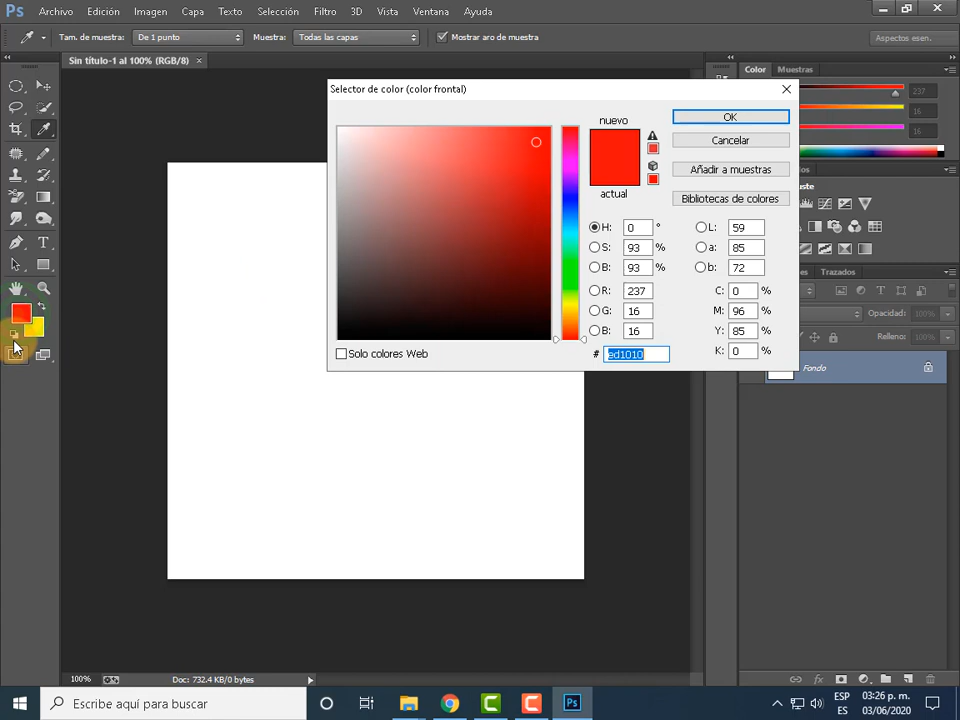 Ps Archivo Edición Imagen Capa Texto Selección Filtro 3D Vista Ventana Ayuda
Tam. de muestra: De 1 punto Muestra: Todas las capas Mostrar aro de muestra Aspectos esen.
Sin título-1 al 100% (RGB/8) ×
Color Muestras
237
16
16
Selector de color (color frontal)
nuevo
actual
OK
Cancelar
Añadir a muestras
Bibliotecas de colores
H: 0 °
S: 93 %
B: 93 %
R: 237
G: 16
B: 16
L: 59
a: 85
b: 72
C: 0 %
M: 96 %
Y: 85 %
K: 0 %
Solo colores Web
# ed1010
Trazados
Opacidad: 100%
Relleno: 100%
Fondo
fx
100% Doc: 732.4 KB/0 bytes
Escribe aquí para buscar
Ps
ESP
ES
03:26 p. m.
03/06/2020